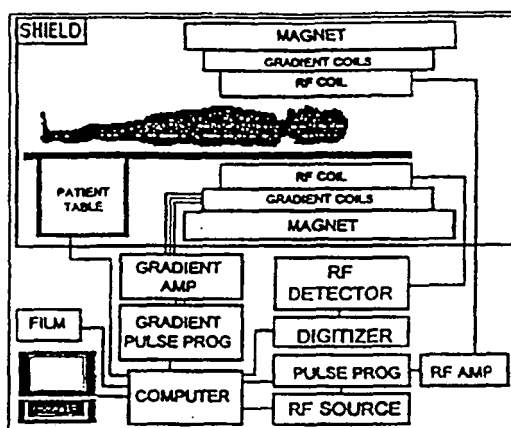 SHIELD
MAGNET
GRADIENT COILS
RF COIL
RF COIL
GRADIENT COILS
MAGNET
PATIENT
TABLE
GRADIENT
AMP
RF
DETECTOR
FILM
GRADIENT
PULSE PROG
DIGITIZER
COMPUTER
PULSE PROG
RF AMP
RF SOURCE